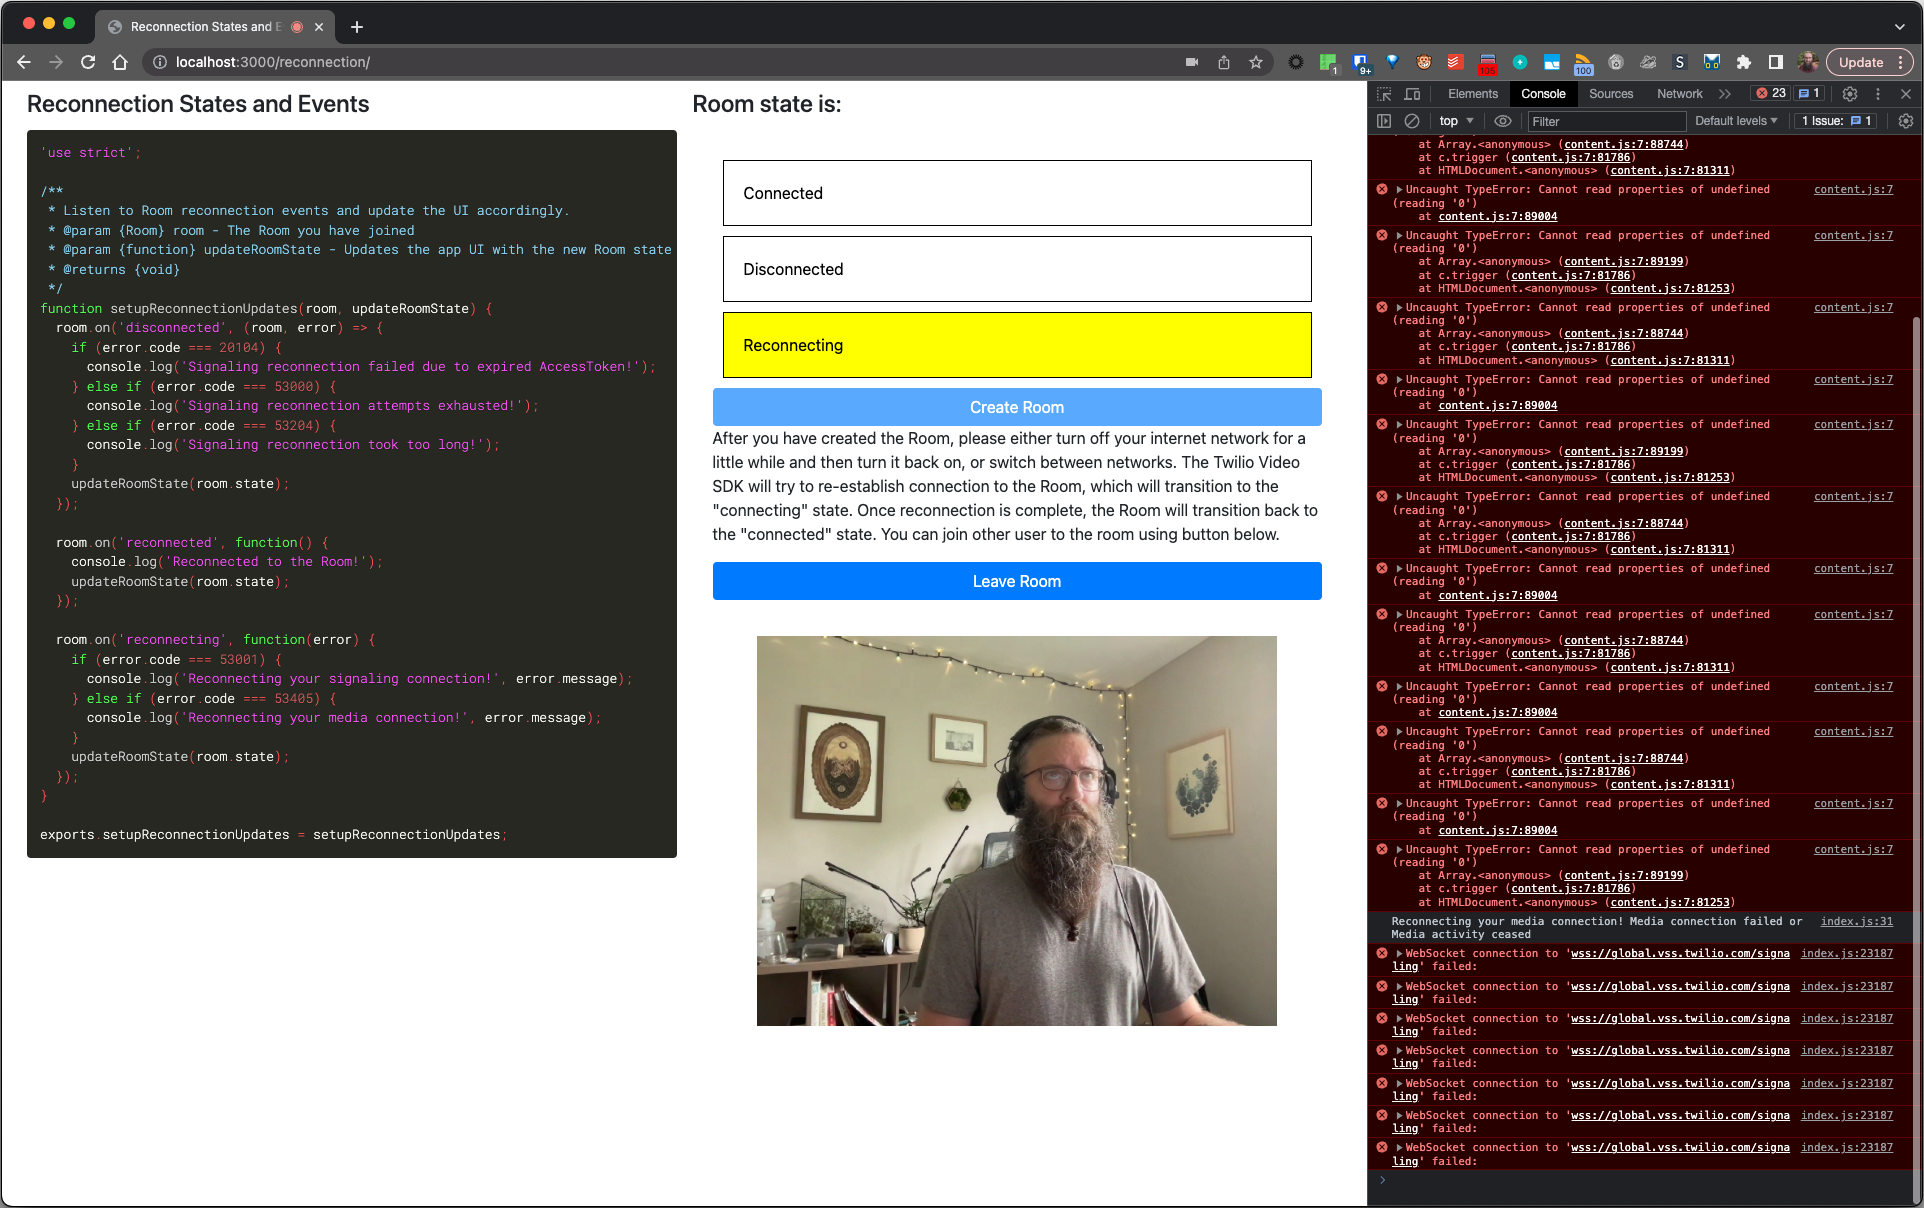 Reconnection States and E
localhost:3000/reconnection/
1
9+
105
100
S
Update
Reconnection States and Events
'use strict';
/**
* Listen to Room reconnection events and update the UI accordingly.
* @param {Room} room - The Room you have joined
* @param {function} updateRoomState - Updates the app UI with the new Room state
* @returns {void}
*/
function setupReconnectionUpdates(room, updateRoomState) {
room.on('disconnected', (room, error) => {
if (error.code === 20104) {
console.log('Signaling reconnection failed due to expired AccessToken!');
} else if (error.code === 53000) {
console.log('Signaling reconnection attempts exhausted!');
} else if (error.code === 53204) {
console.log('Signaling reconnection took too long!');
}
updateRoomState(room.state);
});
room.on('reconnected', function() {
console.log('Reconnected to the Room!');
updateRoomState(room.state);
});
room.on('reconnecting', function(error) {
if (error.code === 53001) {
console.log('Reconnecting your signaling connection!', error.message);
} else if (error.code === 53405) {
console.log('Reconnecting your media connection!', error.message);
}
updateRoomState(room.state);
});
}
exports.setupReconnectionUpdates = setupReconnectionUpdates;
Room state is:
Connected
Disconnected
Reconnecting
Create Room
After you have created the Room, please either turn off your internet network for a
little while and then turn it back on, or switch between networks. The Twilio Video
SDK will try to re-establish connection to the Room, which will transition to the
"connecting" state. Once reconnection is complete, the Room will transition back to
the "connected" state. You can join other user to the room using button below.
Leave Room
Elements Console Sources Network 23 1
top Filter Default levels 1 Issue: 1
at Array.<anonymous> (content.js:7:88744)
at c.trigger (content.js:7:81786)
at HTMLDocument.<anonymous> (content.js:7:81311)
Uncaught TypeError: Cannot read properties of undefined content.js:7
(reading '0')
at content.js:7:89004
Uncaught TypeError: Cannot read properties of undefined content.js:7
(reading '0')
at Array.<anonymous> (content.js:7:89199)
at c.trigger (content.js:7:81786)
at HTMLDocument.<anonymous> (content.js:7:81253)
Uncaught TypeError: Cannot read properties of undefined content.js:7
(reading '0')
at Array.<anonymous> (content.js:7:88744)
at c.trigger (content.js:7:81786)
at HTMLDocument.<anonymous> (content.js:7:81311)
Uncaught TypeError: Cannot read properties of undefined content.js:7
(reading '0')
at content.js:7:89004
Uncaught TypeError: Cannot read properties of undefined content.js:7
(reading '0')
at Array.<anonymous> (content.js:7:89199)
at c.trigger (content.js:7:81786)
at HTMLDocument.<anonymous> (content.js:7:81253)
Uncaught TypeError: Cannot read properties of undefined content.js:7
(reading '0')
at Array.<anonymous> (content.js:7:88744)
at c.trigger (content.js:7:81786)
at HTMLDocument.<anonymous> (content.js:7:81311)
Uncaught TypeError: Cannot read properties of undefined content.js:7
(reading '0')
at content.js:7:89004
Uncaught TypeError: Cannot read properties of undefined content.js:7
(reading '0')
at Array.<anonymous> (content.js:7:88744)
at c.trigger (content.js:7:81786)
at HTMLDocument.<anonymous> (content.js:7:81311)
Uncaught TypeError: Cannot read properties of undefined content.js:7
(reading '0')
at content.js:7:89004
Uncaught TypeError: Cannot read properties of undefined content.js:7
(reading '0')
at Array.<anonymous> (content.js:7:88744)
at c.trigger (content.js:7:81786)
at HTMLDocument.<anonymous> (content.js:7:81311)
Uncaught TypeError: Cannot read properties of undefined content.js:7
(reading '0')
at content.js:7:89004
Uncaught TypeError: Cannot read properties of undefined content.js:7
(reading '0')
at Array.<anonymous> (content.js:7:89199)
at c.trigger (content.js:7:81786)
at HTMLDocument.<anonymous> (content.js:7:81253)
Reconnecting your media connection! Media connection failed or index.js:31
Media activity ceased
WebSocket connection to 'wss://global.vss.twilio.com/signa index.js:23187
ling' failed:
WebSocket connection to 'wss://global.vss.twilio.com/signa index.js:23187
ling' failed:
WebSocket connection to 'wss://global.vss.twilio.com/signa index.js:23187
ling' failed:
WebSocket connection to 'wss://global.vss.twilio.com/signa index.js:23187
ling' failed:
WebSocket connection to 'wss://global.vss.twilio.com/signa index.js:23187
ling' failed:
WebSocket connection to 'wss://global.vss.twilio.com/signa index.js:23187
ling' failed:
WebSocket connection to 'wss://global.vss.twilio.com/signa index.js:23187
ling' failed: